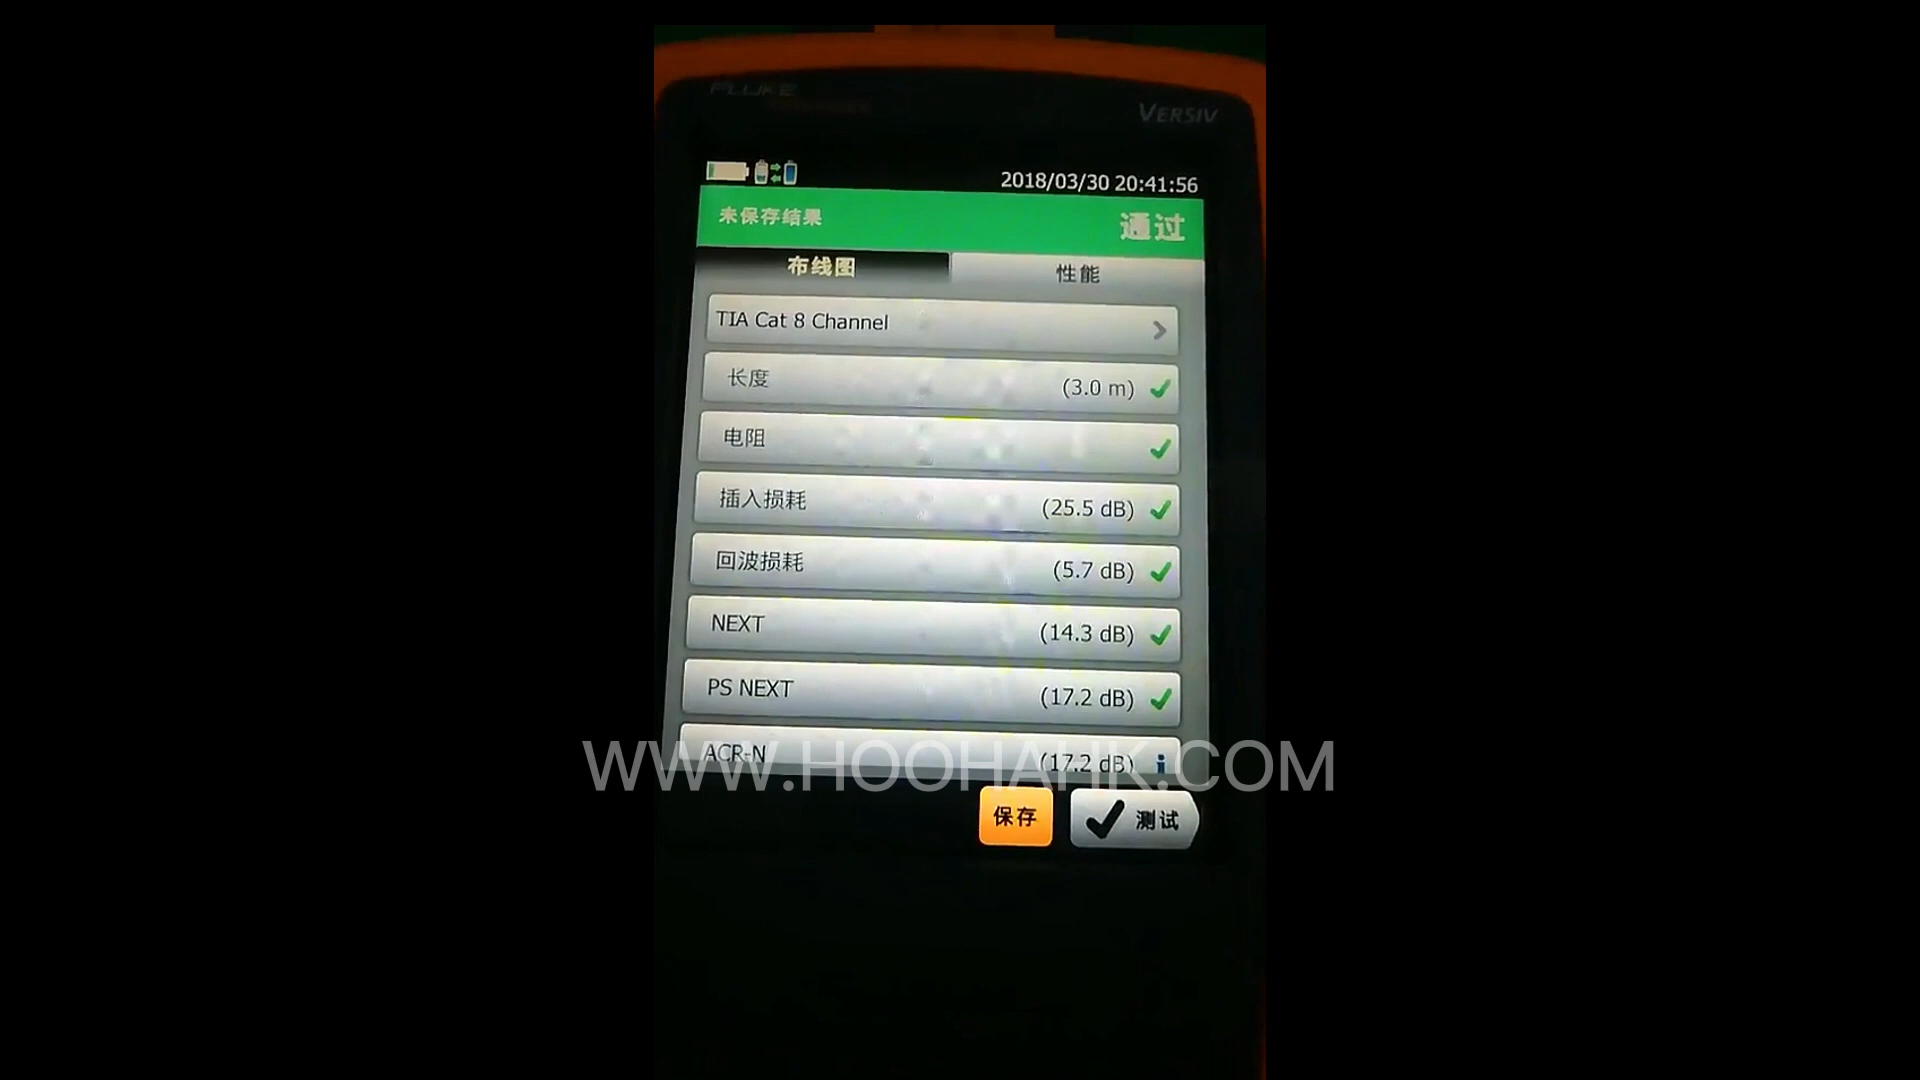 FLUKE
VERSIV
2018/03/30 20:41:56
未保存结果
通过
布线图
性能
TIA Cat 8 Channel
长度 (3.0 m)
电阻
插入损耗 (25.5 dB)
回波损耗 (5.7 dB)
NEXT (14.3 dB)
PS NEXT (17.2 dB)
ACR-N (17.2 dB) i
WWW.HOOHAHK.COM
保存
测试